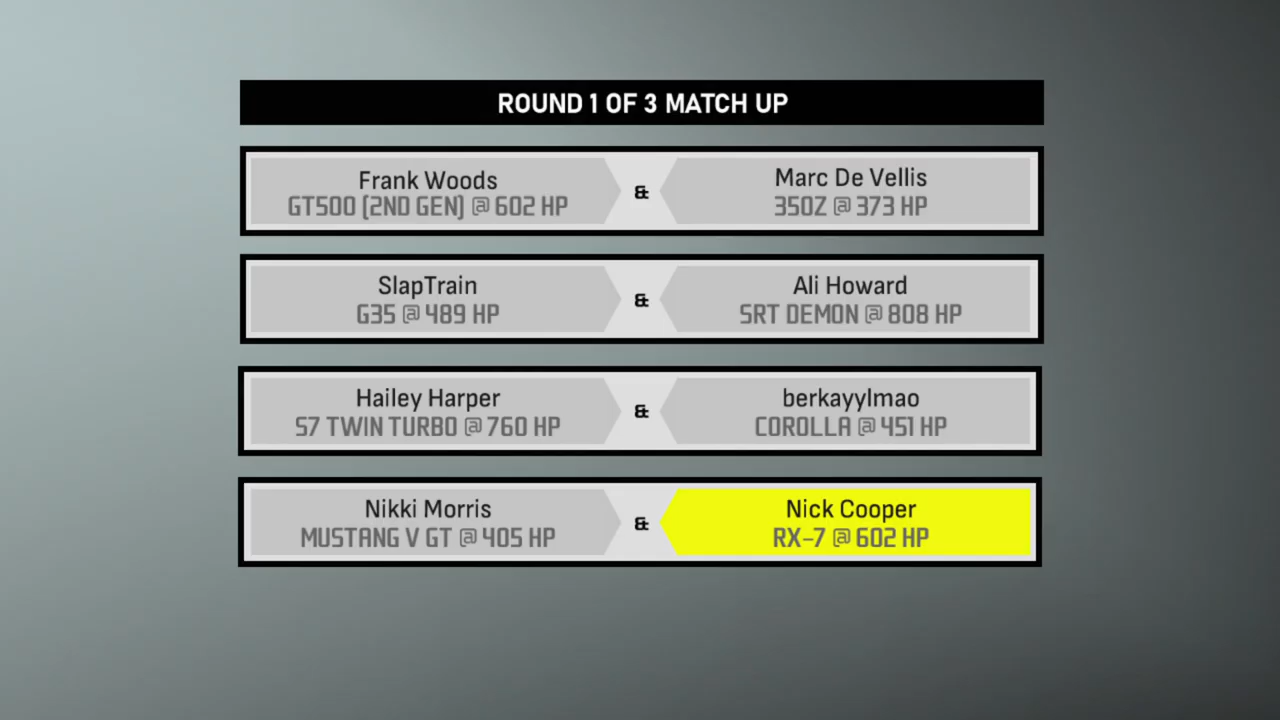 ROUND 1 OF 3 MATCH UP
Frank Woods
GT500 (2ND GEN) @ 602 HP
&
Marc De Vellis
350Z @ 373 HP
SlapTrain
G35 @ 489 HP
&
Ali Howard
SRT DEMON @ 808 HP
Hailey Harper
S7 TWIN TURBO @ 760 HP
&
berkayylmao
COROLLA @ 451 HP
Nikki Morris
MUSTANG V GT @ 405 HP
&
Nick Cooper
RX-7 @ 602 HP